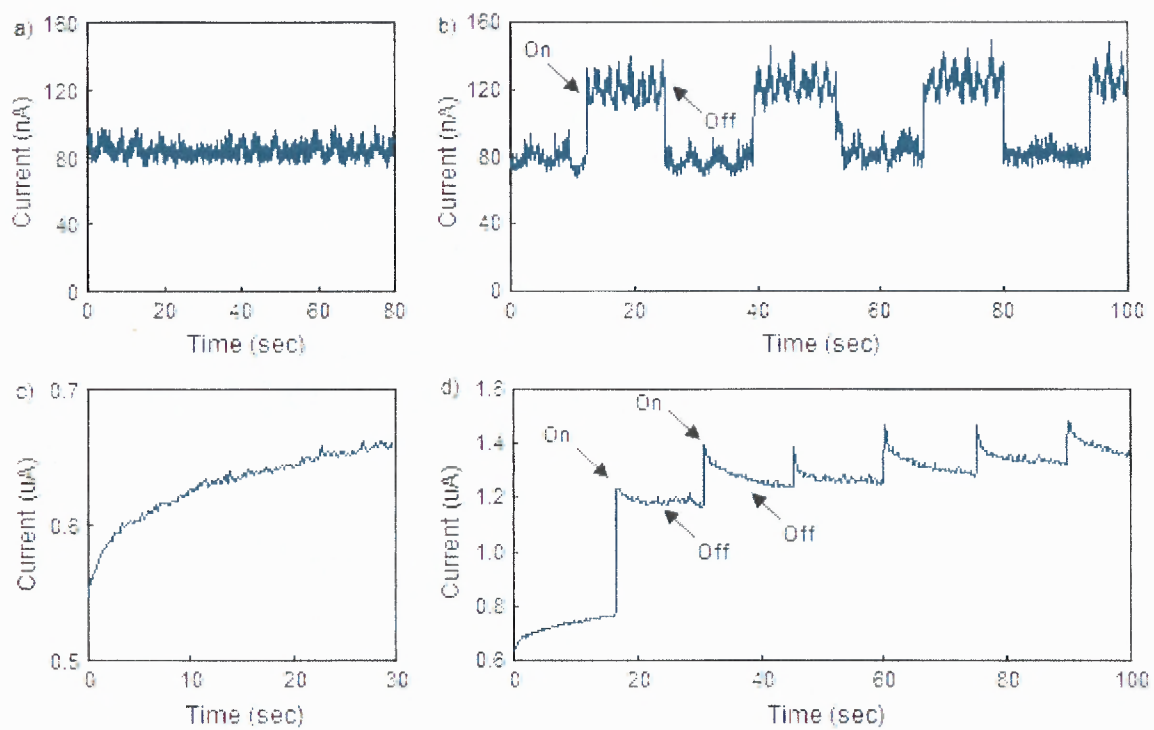 a)
160
120
80
40
0
Current (nA)
0 20 40 60 80
Time (sec)
b)
160
120
80
40
0
Current (nA)
On
Off
0 20 40 60 80 100
Time (sec)
c)
0.7
0.6
0.5
Current (uA)
0 10 20 30
Time (sec)
d)
1.6
1.4
1.2
1.0
0.8
0.6
Current (uA)
On
On
Off
Off
0 20 40 60 80 100
Time (sec)